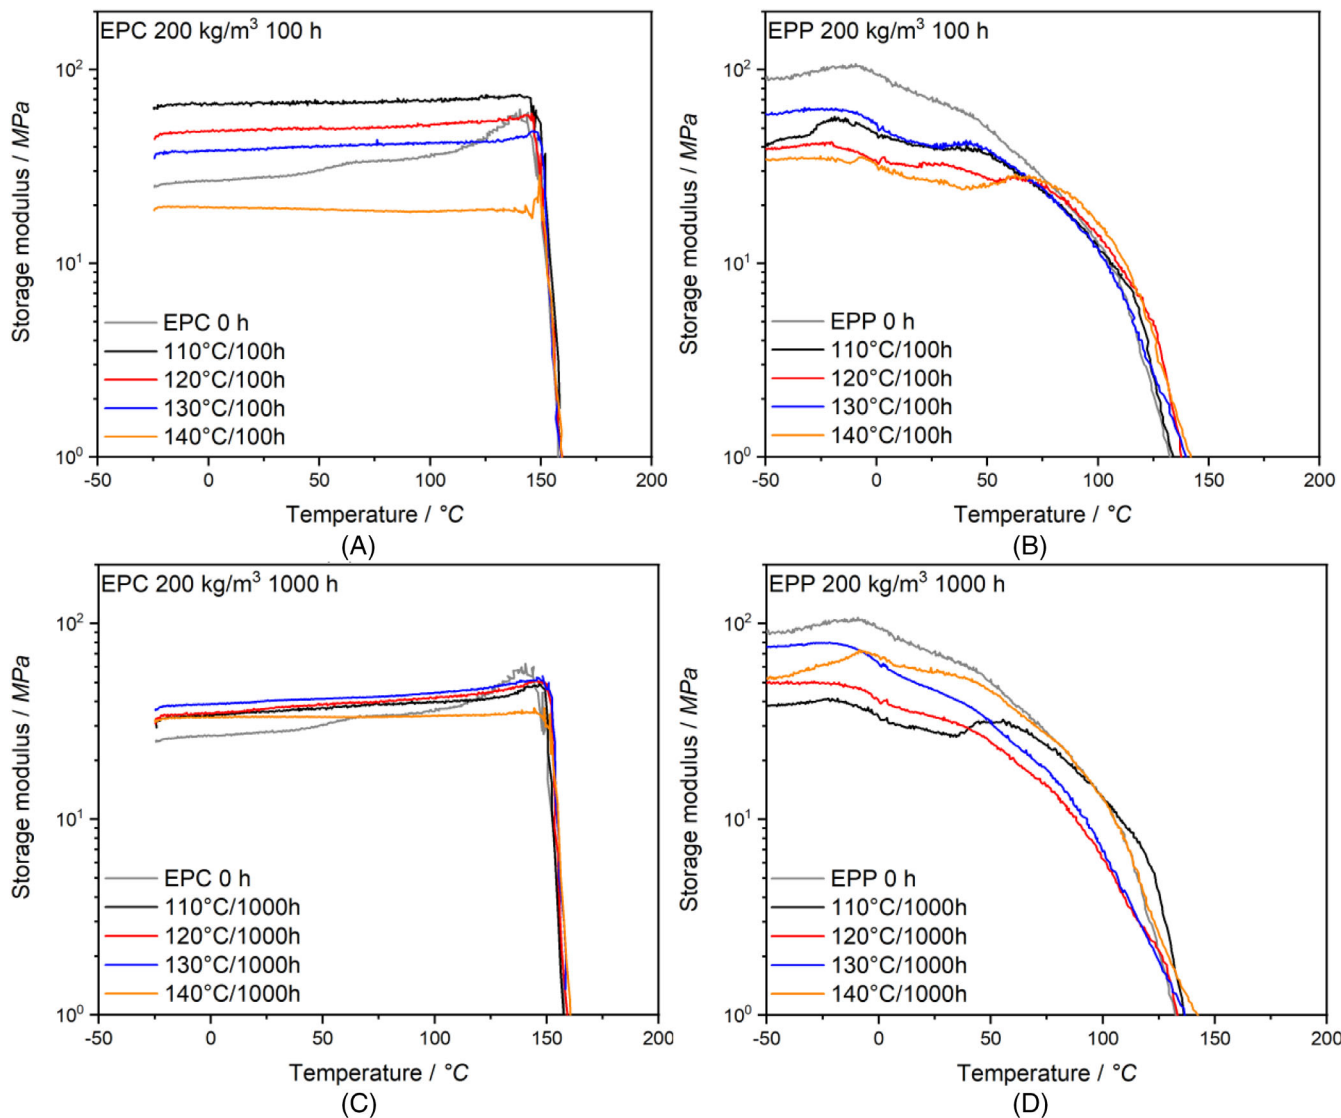 EPC 200 kg/m³ 100 h
10²
10¹
10⁰
Storage modulus / MPa
EPC 0 h
110°C/100h
120°C/100h
130°C/100h
140°C/100h
-50 0 50 100 150 200
Temperature / °C
(A)
EPP 200 kg/m³ 100 h
10²
10¹
10⁰
Storage modulus / MPa
EPP 0 h
110°C/100h
120°C/100h
130°C/100h
140°C/100h
-50 0 50 100 150 200
Temperature / °C
(B)
EPC 200 kg/m³ 1000 h
10²
10¹
10⁰
Storage modulus / MPa
EPC 0 h
110°C/1000h
120°C/1000h
130°C/1000h
140°C/1000h
-50 0 50 100 150 200
Temperature / °C
(C)
EPP 200 kg/m³ 1000 h
10²
10¹
10⁰
Storage modulus / MPa
EPP 0 h
110°C/1000h
120°C/1000h
130°C/1000h
140°C/1000h
-50 0 50 100 150 200
Temperature / °C
(D)